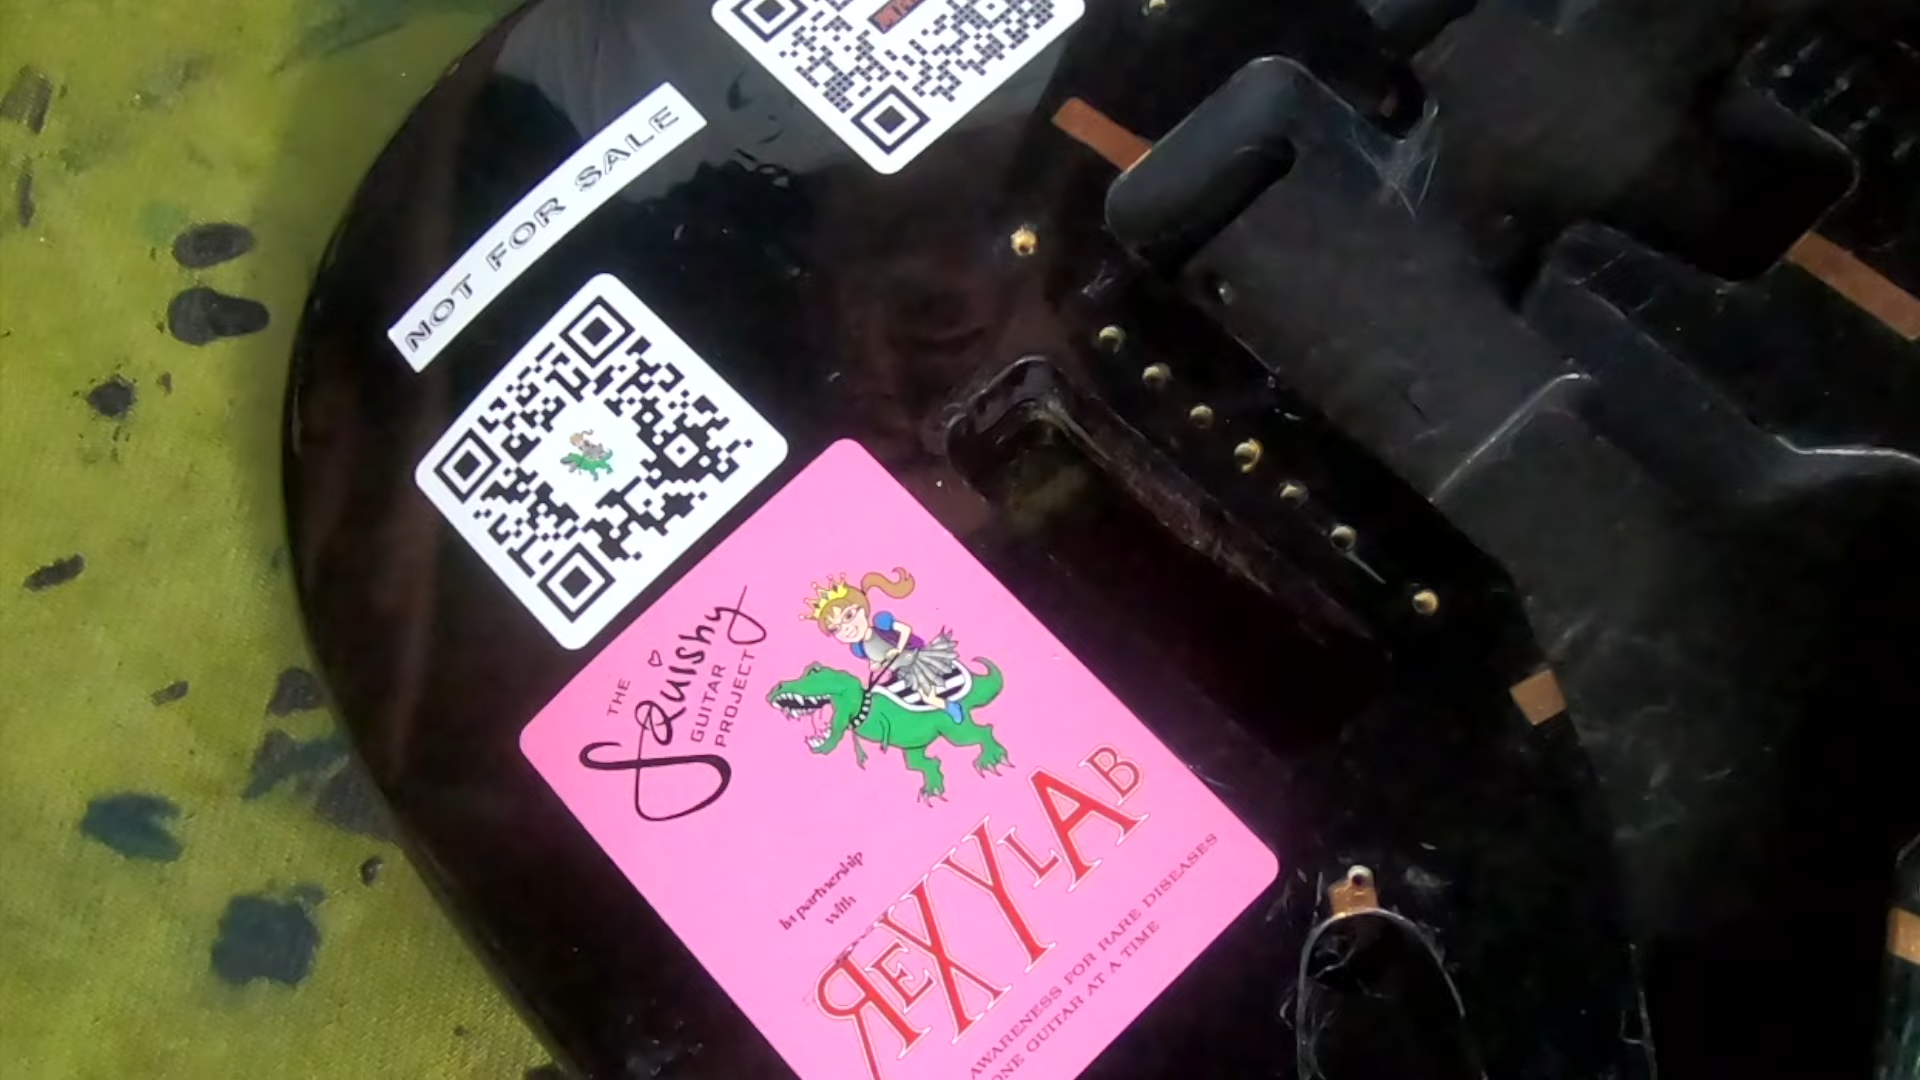 NOT FOR SALE
THE
Squishy
GUITAR
PROJECT
In partnership
with
REXYLAB
AWARENESS FOR RARE DISEASES
ONE GUITAR AT A TIME